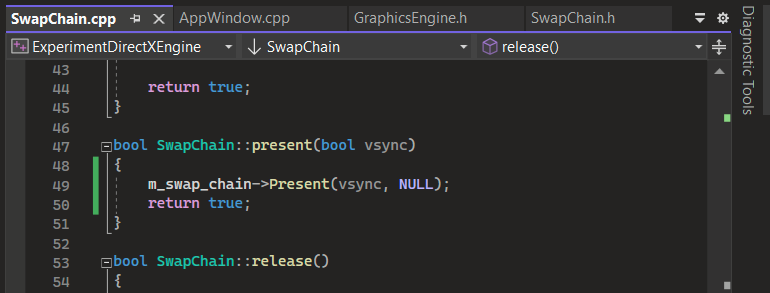 SwapChain.cpp AppWindow.cpp GraphicsEngine.h SwapChain.h
ExperimentDirectXEngine SwapChain release()
43
44 return true;
45 }
46
47 bool SwapChain::present(bool vsync)
48 {
49 m_swap_chain->Present(vsync, NULL);
50 return true;
51 }
52
53 bool SwapChain::release()
54 {
Diagnostic Tools